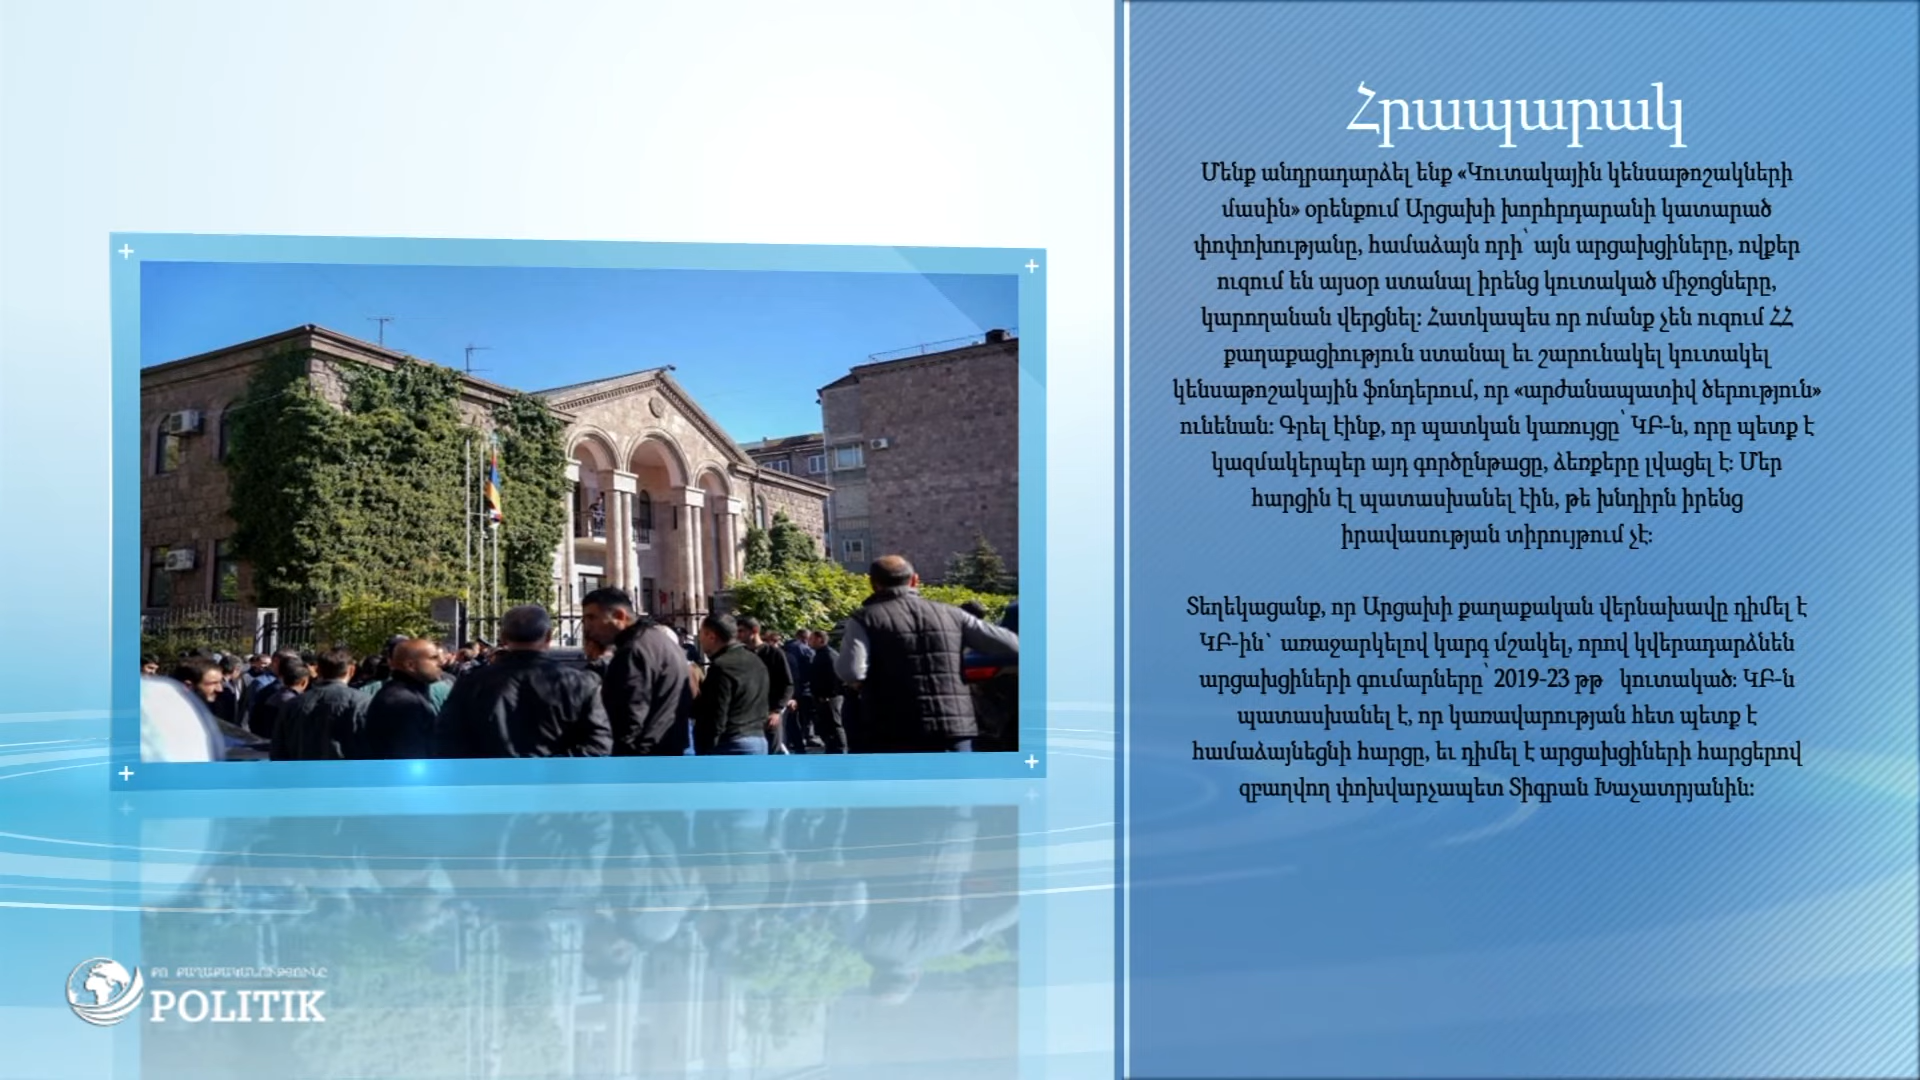 Հրապարակ
Մենք անդրադարձել ենք «Կուտակային կենսաթոշակների
մասին» օրենքում Արցախի խորհրդարանի կատարած
փոփոխությանը, համաձայն որի՝ այն արցախցիները, ովքեր
ուզում են այսօր ստանալ իրենց կուտակած միջոցները,
կարողանան վերցնել։ Հատկապես որ ոմանք չեն ուզում ՀՀ
քաղաքացիություն ստանալ եւ շարունակել կուտակել
կենսաթոշակային ֆոնդերում, որ «արժանապատիվ ծերություն»
ունենան։ Գրել էինք, որ պատկան կառույցը՝ ԿԲ-ն, որը պետք է
կազմակերպեր այդ գործընթացը, ձեռքերը լվացել է։ Մեր
հարցին էլ պատասխանել էին, թե խնդիրն իրենց
իրավասության տիրույթում չէ։
Տեղեկացանք, որ Արցախի քաղաքական վերնախավը դիմել է
ԿԲ-ին՝ առաջարկելով կարգ մշակել, որով կվերադարձնեն
արցախցիների գումարները՝ 2019-23 թթ կուտակած։ ԿԲ-ն
պատասխանել է, որ կառավարության հետ պետք է
համաձայնեցնի հարցը, եւ դիմել է արցախցիների հարցերով
զբաղվող փոխվարչապետ Տիգրան Խաչատրյանին։
ՔՈ ՔԱՂԱՔԱԿԱՆՈՒԹՅՈՒՆԸ
POLITIK